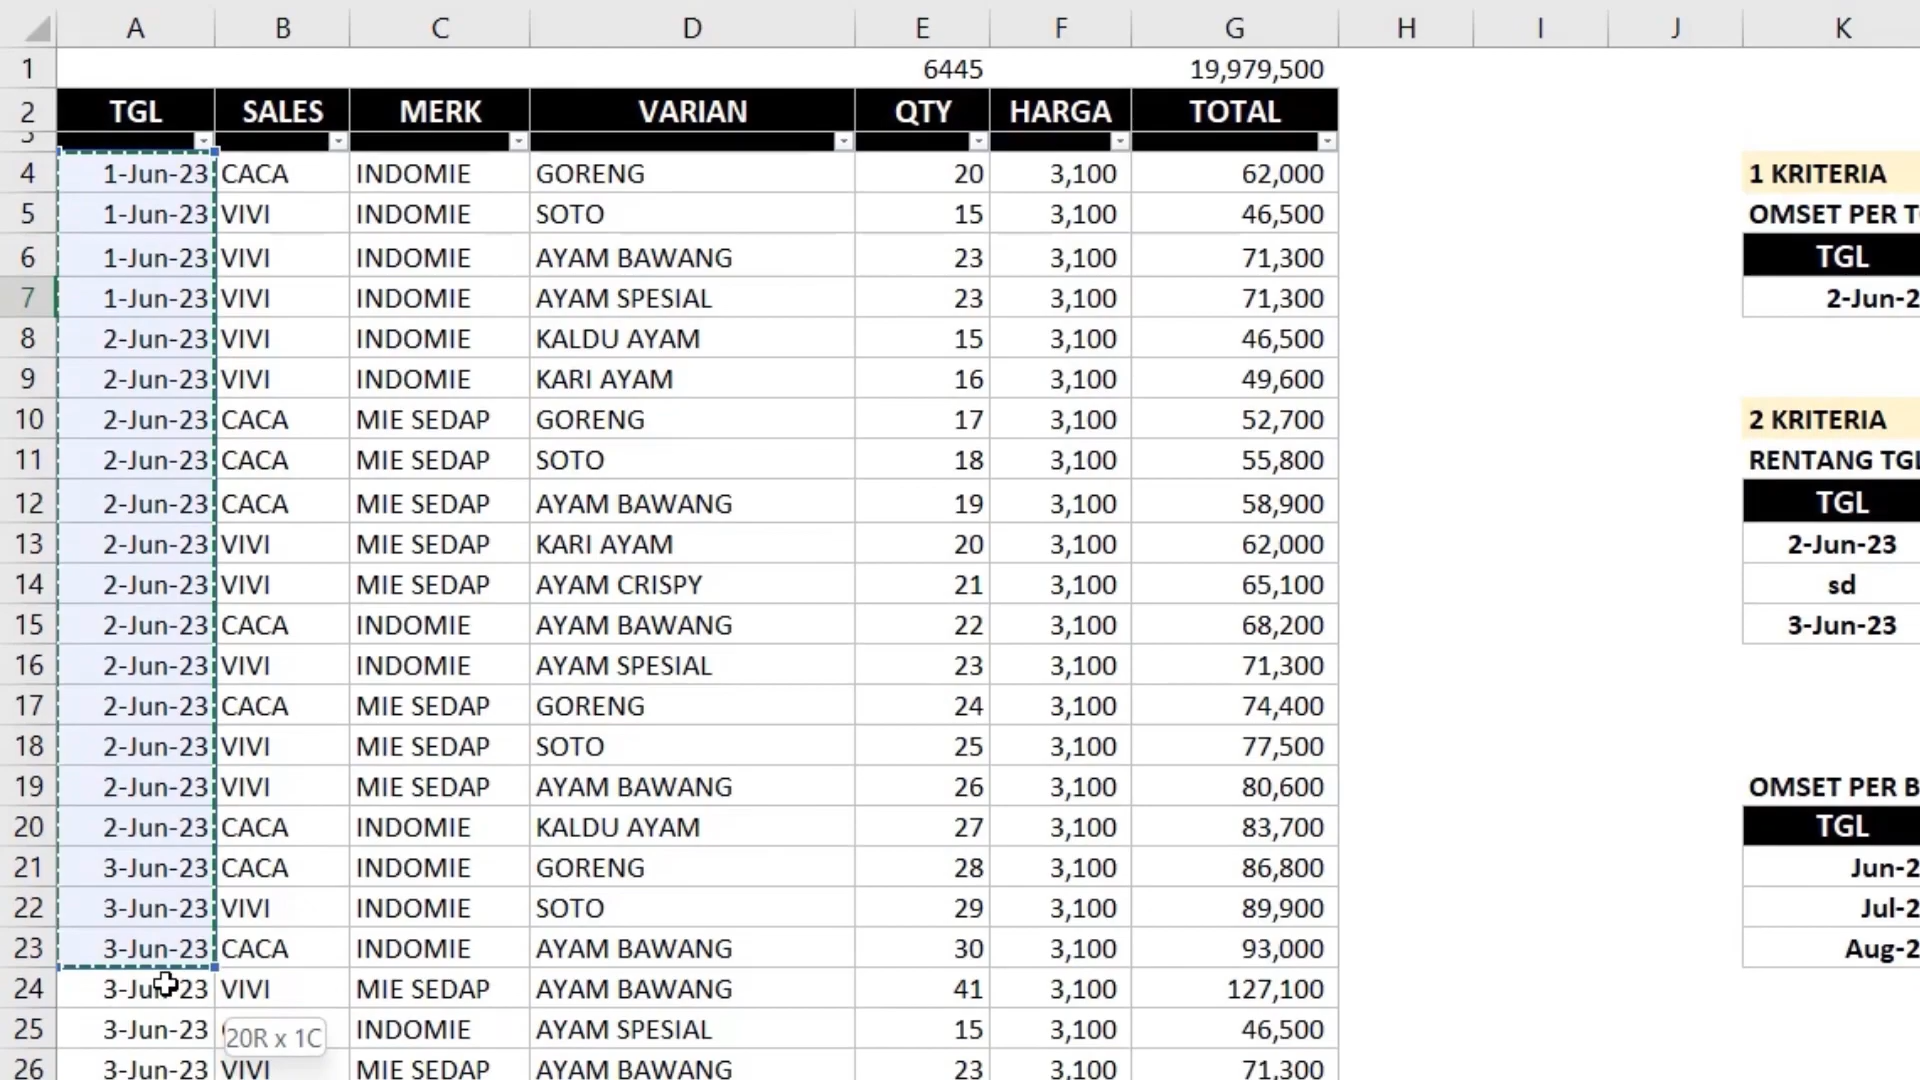 A B C D E F G H I J K
1 6445 19,979,500
2 TGL SALES MERK VARIAN QTY HARGA TOTAL
3
4 1-Jun-23 CACA INDOMIE GORENG 20 3,100 62,000 1 KRITERIA
5 1-Jun-23 VIVI INDOMIE SOTO 15 3,100 46,500 OMSET PER
6 1-Jun-23 VIVI INDOMIE AYAM BAWANG 23 3,100 71,300 TGL
7 1-Jun-23 VIVI INDOMIE AYAM SPESIAL 23 3,100 71,300 2-Jun-2
8 2-Jun-23 VIVI INDOMIE KALDU AYAM 15 3,100 46,500
9 2-Jun-23 VIVI INDOMIE KARI AYAM 16 3,100 49,600
10 2-Jun-23 CACA MIE SEDAP GORENG 17 3,100 52,700 2 KRITERIA
11 2-Jun-23 CACA MIE SEDAP SOTO 18 3,100 55,800 RENTANG TGL
12 2-Jun-23 CACA MIE SEDAP AYAM BAWANG 19 3,100 58,900 TGL
13 2-Jun-23 VIVI MIE SEDAP KARI AYAM 20 3,100 62,000 2-Jun-23
14 2-Jun-23 VIVI MIE SEDAP AYAM CRISPY 21 3,100 65,100 sd
15 2-Jun-23 CACA INDOMIE AYAM BAWANG 22 3,100 68,200 3-Jun-23
16 2-Jun-23 VIVI INDOMIE AYAM SPESIAL 23 3,100 71,300
17 2-Jun-23 CACA MIE SEDAP GORENG 24 3,100 74,400
18 2-Jun-23 VIVI MIE SEDAP SOTO 25 3,100 77,500
19 2-Jun-23 VIVI MIE SEDAP AYAM BAWANG 26 3,100 80,600 OMSET PER B
20 2-Jun-23 CACA INDOMIE KALDU AYAM 27 3,100 83,700 TGL
21 3-Jun-23 CACA INDOMIE GORENG 28 3,100 86,800 Jun-2
22 3-Jun-23 VIVI INDOMIE SOTO 29 3,100 89,900 Jul-2
23 3-Jun-23 CACA INDOMIE AYAM BAWANG 30 3,100 93,000 Aug-2
24 3-Jun-23 VIVI MIE SEDAP AYAM BAWANG 41 3,100 127,100
25 3-Jun-23 20R x 1C INDOMIE AYAM SPESIAL 15 3,100 46,500
26 3-Jun-23 VIVI MIE SEDAP AYAM BAWANG 23 3,100 71,300